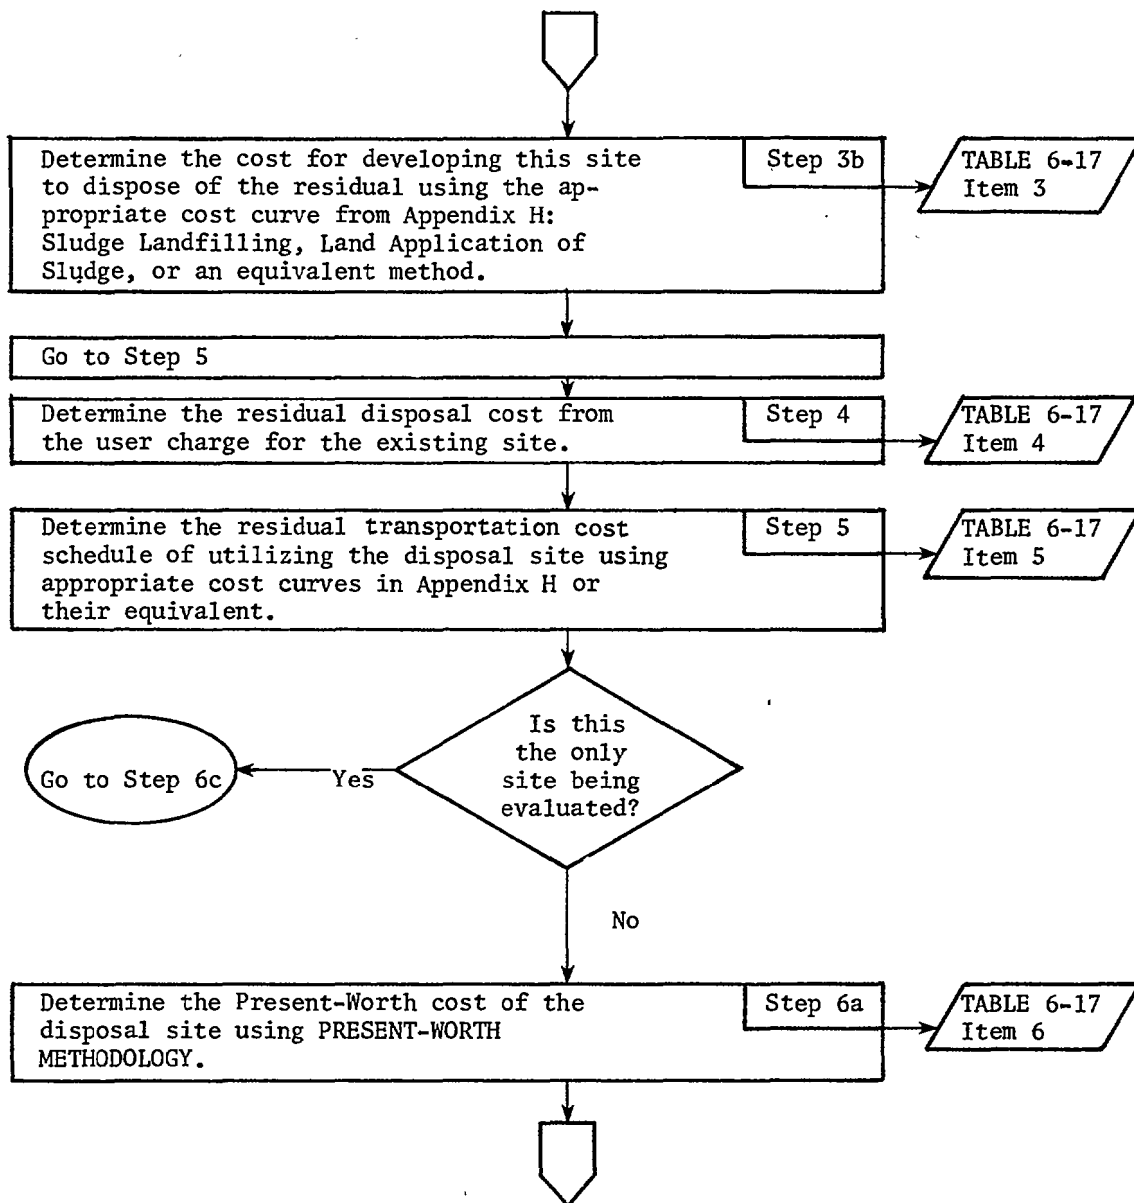 Determine the cost for developing this site
to dispose of the residual using the ap-
propriate cost curve from Appendix H:
Sludge Landfilling, Land Application of
Sludge, or an equivalent method.
Step 3b
TABLE 6-17
Item 3
Go to Step 5
Determine the residual disposal cost from
the user charge for the existing site.
Step 4
TABLE 6-17
Item 4
Determine the residual transportation cost
schedule of utilizing the disposal site using
appropriate cost curves in Appendix H or
their equivalent.
Step 5
TABLE 6-17
Item 5
Is this
the only
site being
evaluated?
Yes
Go to Step 6c
No
Determine the Present-Worth cost of the
disposal site using PRESENT-WORTH
METHODOLOGY.
Step 6a
TABLE 6-17
Item 6